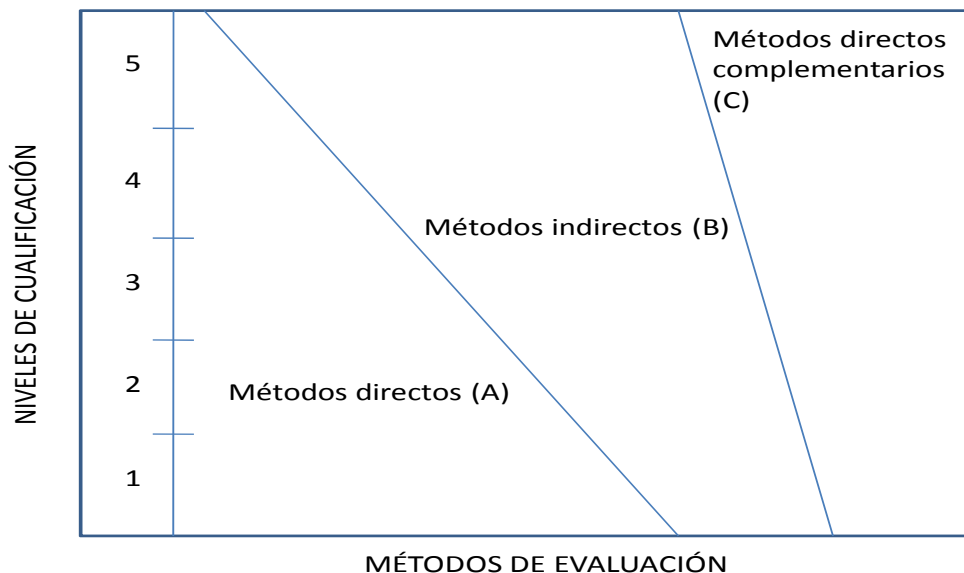 NIVELES DE CUALIFICACIÓN
5
4
3
2
1
Métodos directos
complementarios
(C)
Métodos indirectos (B)
Métodos directos (A)
MÉTODOS DE EVALUACIÓN